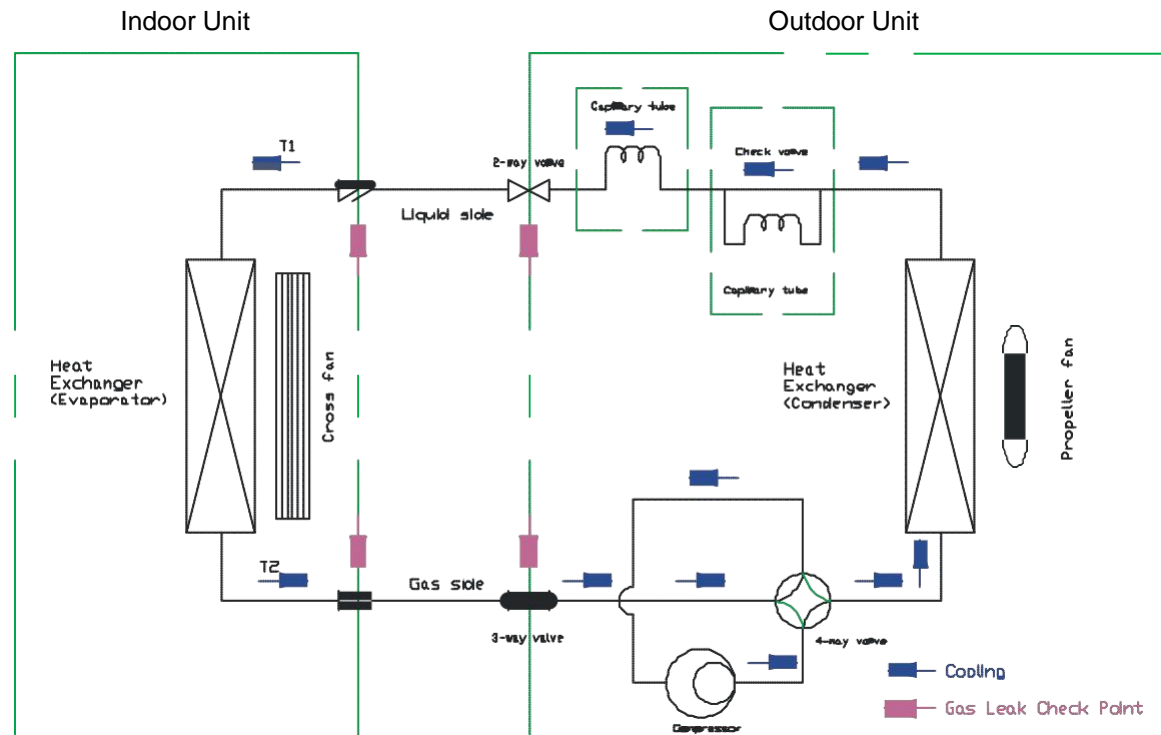 Indoor Unit
Outdoor Unit
Capillary tube
T1
2-way valve
Check valve
Liquid side
Capillary tube
Heat
Exchanger
(Evaporator)
Cross fan
Heat
Exchanger
(Condenser)
Propeller fan
T2
Gas side
3-way valve
4-way valve
Compressor
Cooling
Gas Leak Check Point